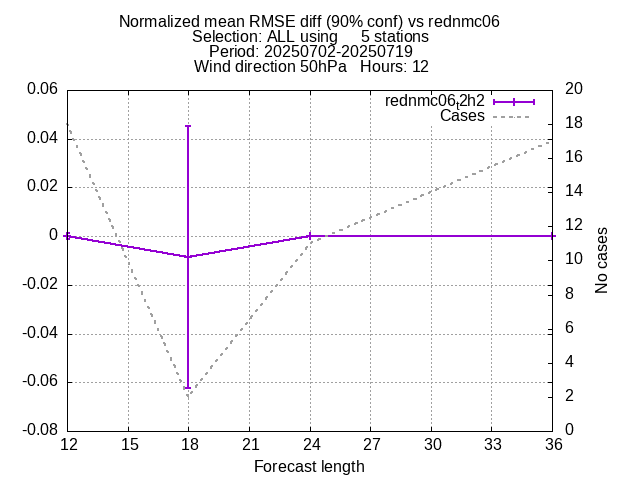 Normalized mean RMSE diff (90% conf) vs rednmc06
Selection: ALL using     5 stations
Period: 20250702-20250719
Wind direction 50hPa   Hours: 12
rednmc06t2h2
Cases
0.06
0.04
0.02
0
-0.02
-0.04
-0.06
-0.08
20
18
16
14
12
10
8
6
4
2
0
No cases
12 15 18 21 24 27 30 33 36
Forecast length